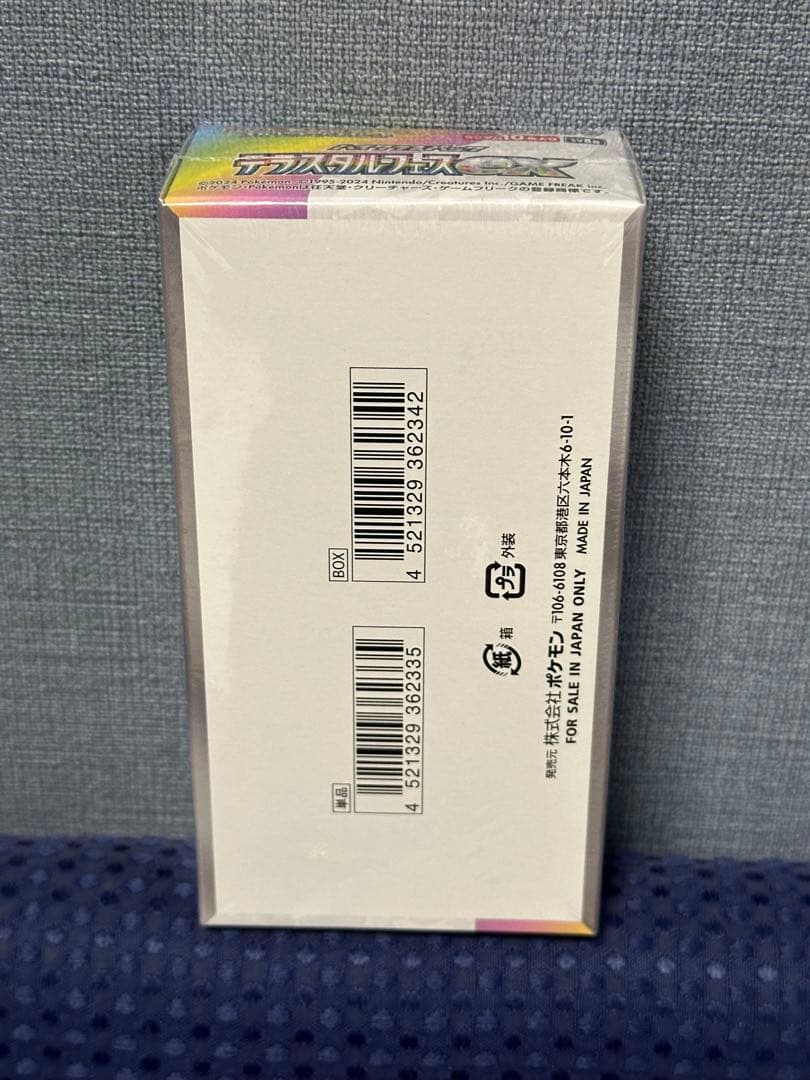 テラスタルフェスex
©2024 Pokémon. ©1995-2024 Nintendo/Creatures Inc./GAME FREAK inc.
ポケモン・Pokémonは任天堂・クリーチャーズ・ゲームフリークの登録商標です。
BOX
4 521329 362342
単品
4 521329 362335
紙 箱
プラ 外装
発売元 株式会社ポケモン 〒106-6108 東京都港区六本木6-10-1
FOR SALE IN JAPAN ONLY MADE IN JAPAN